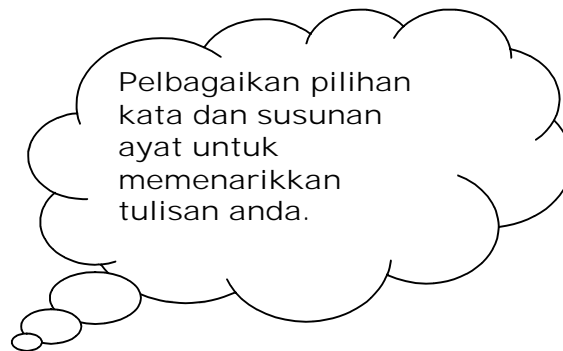 Pelbagaikan pilihan
kata dan susunan
ayat untuk
memenarikkan
tulisan anda.